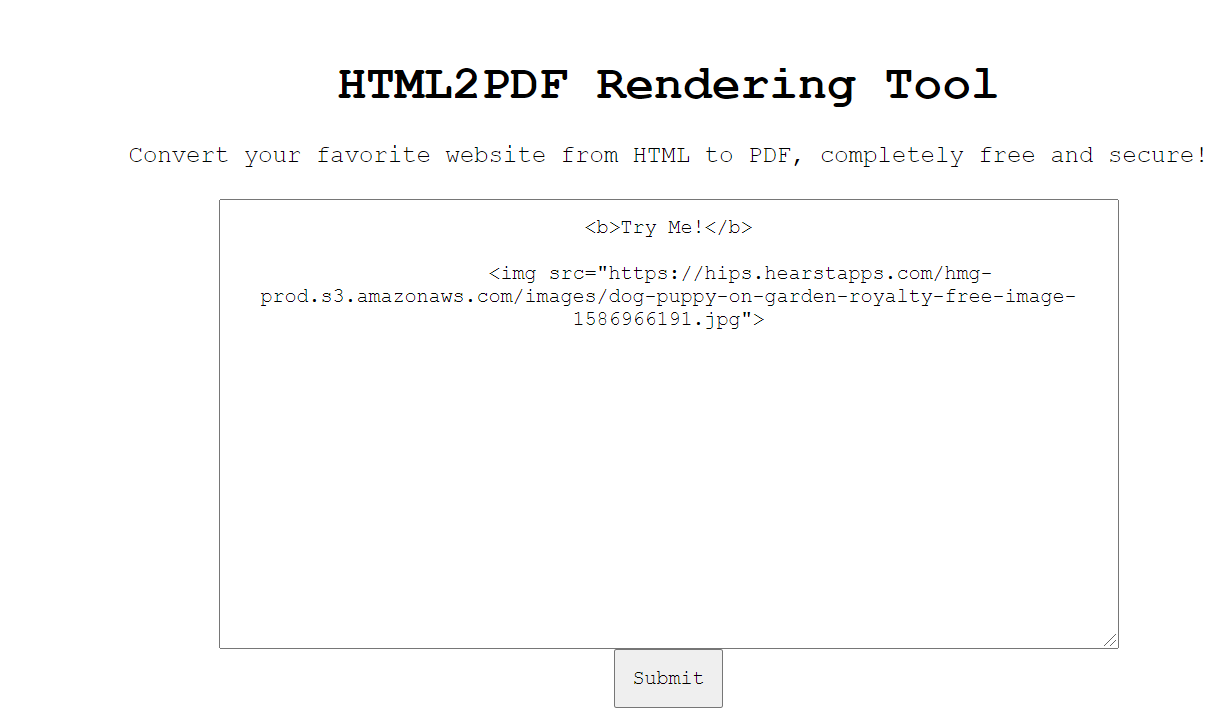 HTML2PDF Rendering Tool
Convert your favorite website from HTML to PDF, completely free and secure!
<b>Try Me!</b>
<img src="https://hips.hearstapps.com/hmg-
prod.s3.amazonaws.com/images/dog-puppy-on-garden-royalty-free-image-
1586966191.jpg">
Submit